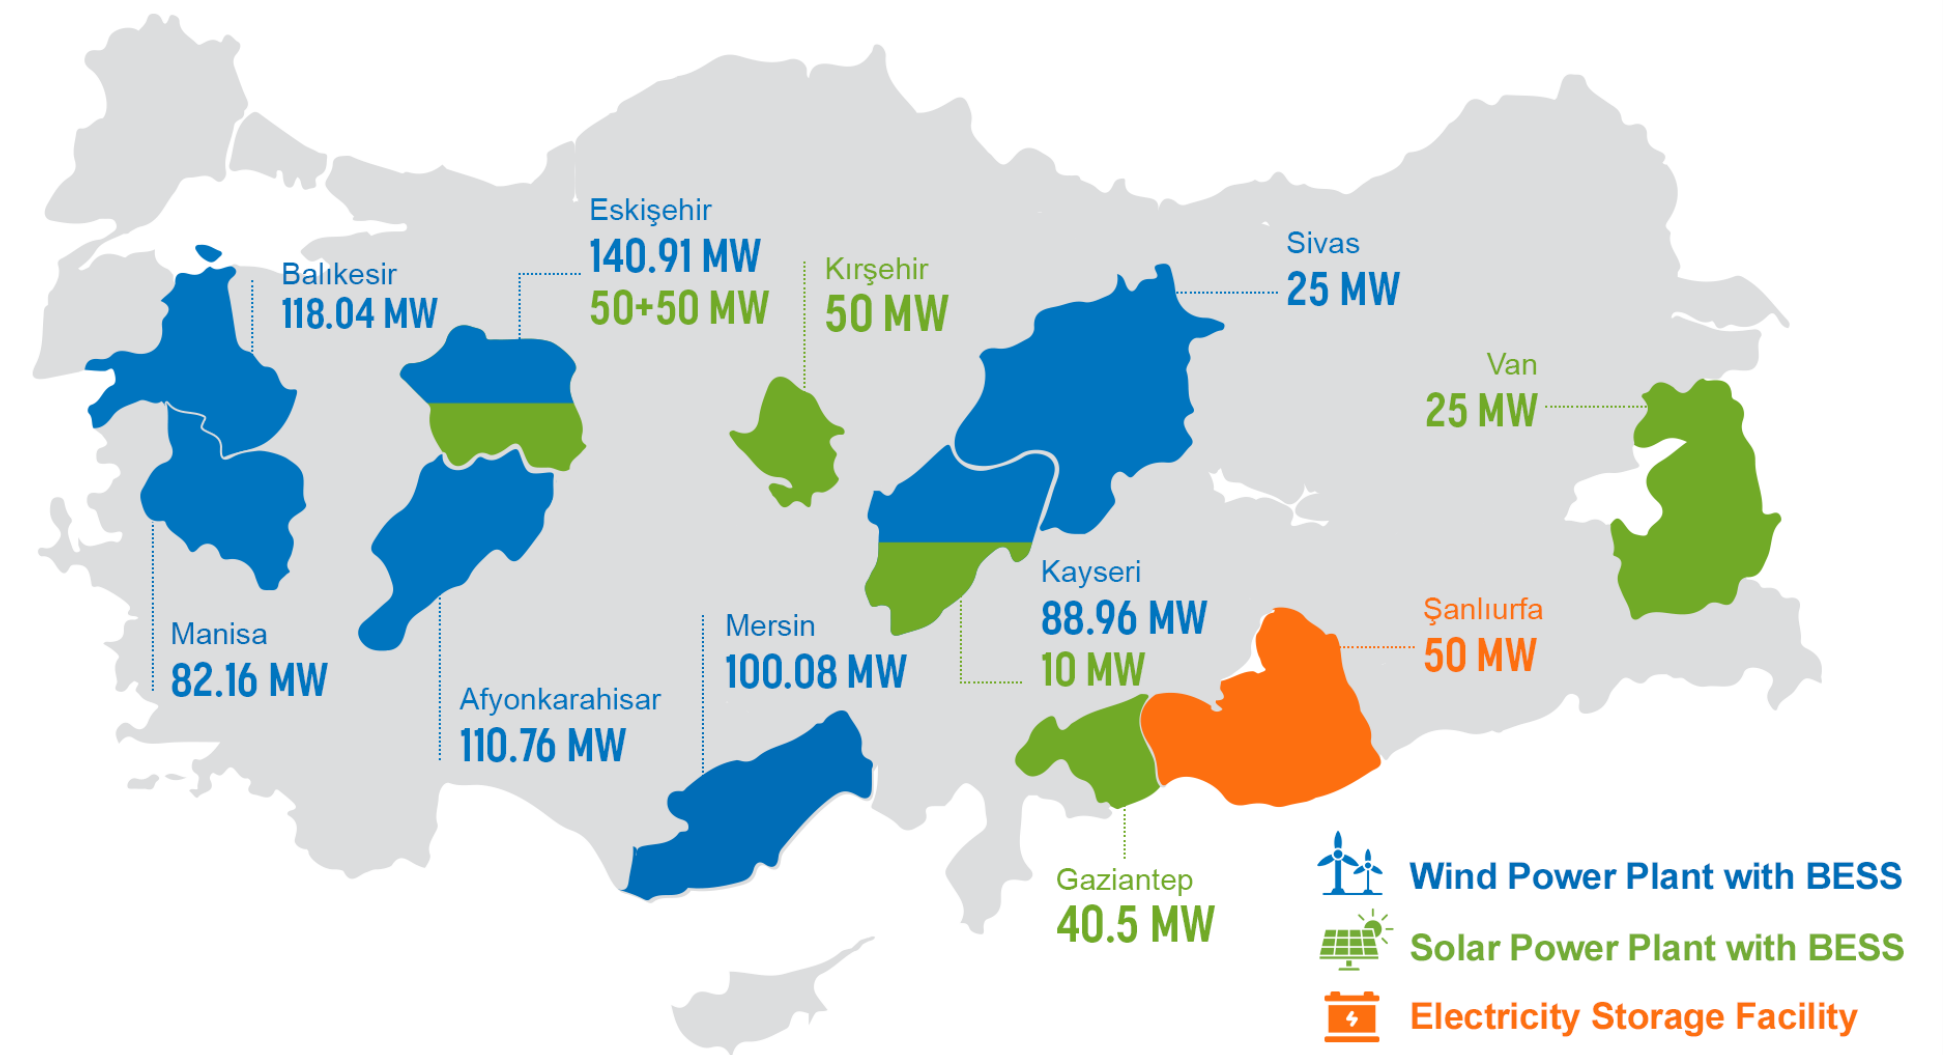 Eskişehir
140.91 MW
50+50 MW
Balıkesir
118.04 MW
Kırşehir
50 MW
Sivas
25 MW
Van
25 MW
Manisa
82.16 MW
Afyonkarahisar
110.76 MW
Mersin
100.08 MW
Kayseri
88.96 MW
10 MW
Şanlıurfa
50 MW
Gaziantep
40.5 MW
Wind Power Plant with BESS
Solar Power Plant with BESS
Electricity Storage Facility